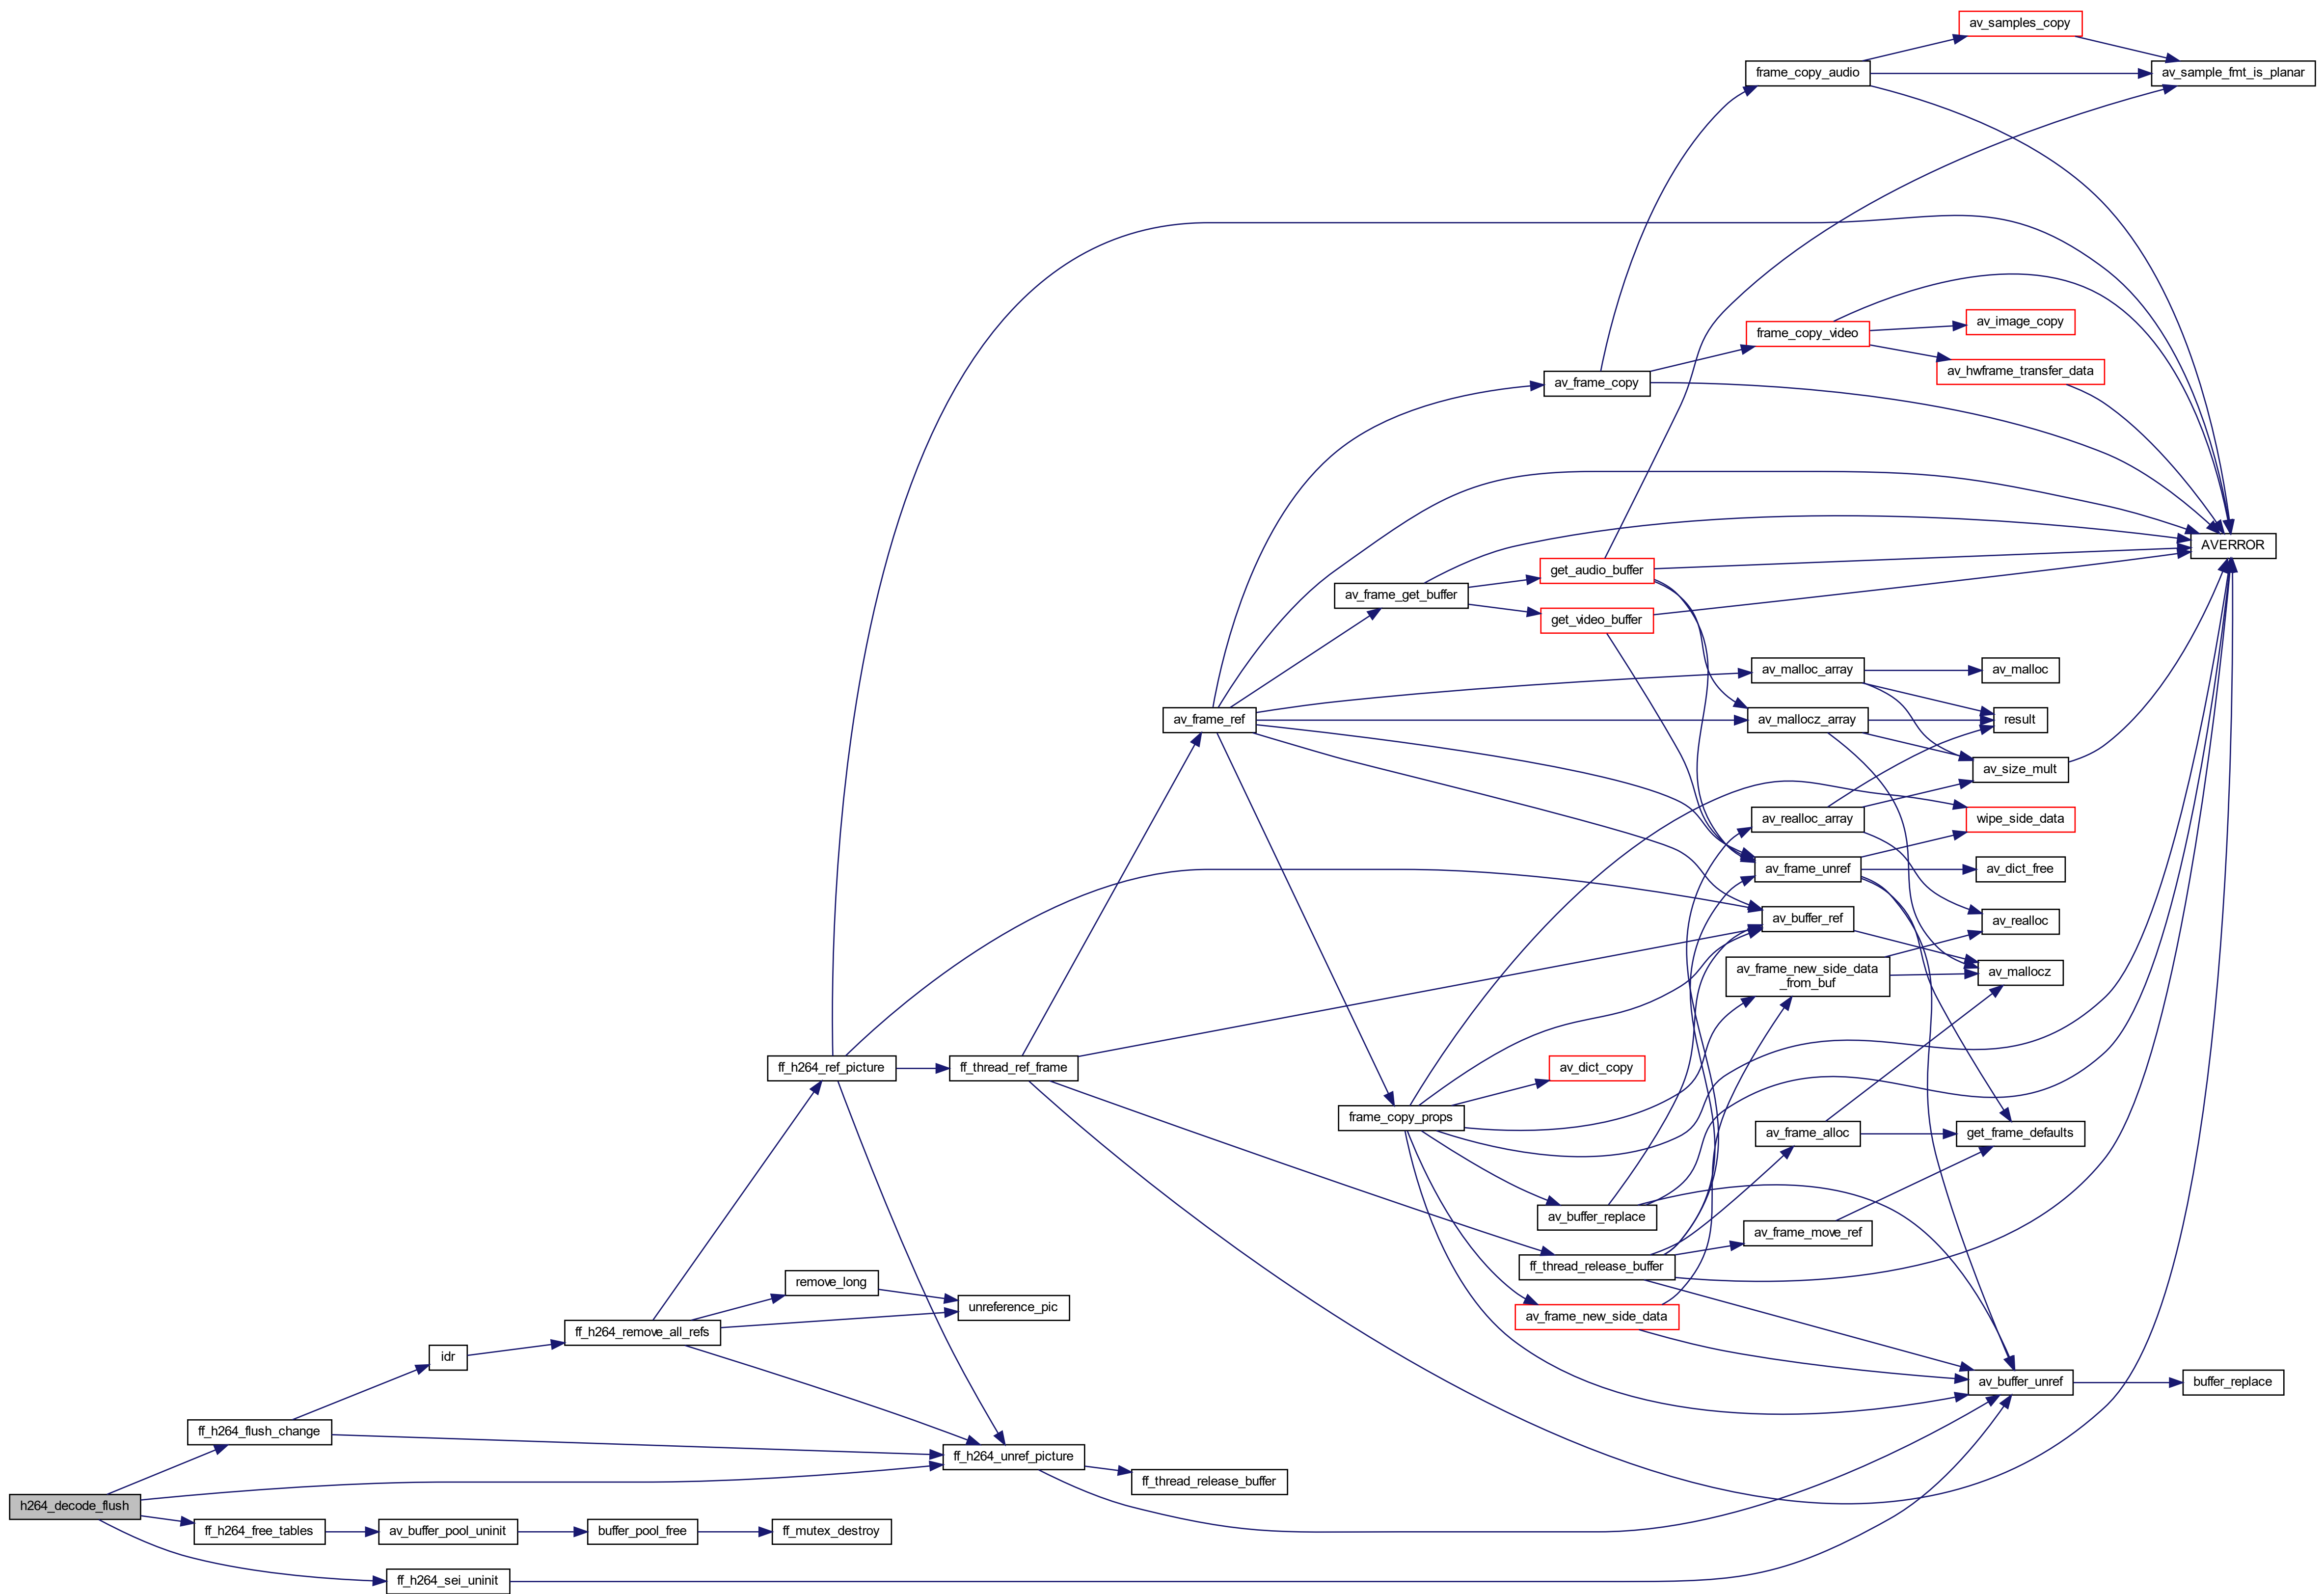 av_samples_copy
frame_copy_audio
av_sample_fmt_is_planar
frame_copy_video
av_image_copy
av_hwframe_transfer_data
av_frame_copy
AVERROR
get_audio_buffer
av_frame_get_buffer
get_video_buffer
av_malloc_array
av_malloc
av_frame_ref
av_mallocz_array
result
av_size_mult
av_realloc_array
wipe_side_data
av_frame_unref
av_dict_free
av_buffer_ref
av_realloc
av_frame_new_side_data
_from_buf
av_mallocz
ff_h264_ref_picture
ff_thread_ref_frame
av_dict_copy
frame_copy_props
av_frame_alloc
get_frame_defaults
av_buffer_replace
av_frame_move_ref
ff_thread_release_buffer
remove_long
unreference_pic
av_frame_new_side_data
ff_h264_remove_all_refs
idr
av_buffer_unref
buffer_replace
ff_h264_flush_change
ff_h264_unref_picture
ff_thread_release_buffer
h264_decode_flush
ff_h264_free_tables
av_buffer_pool_uninit
buffer_pool_free
ff_mutex_destroy
ff_h264_sei_uninit